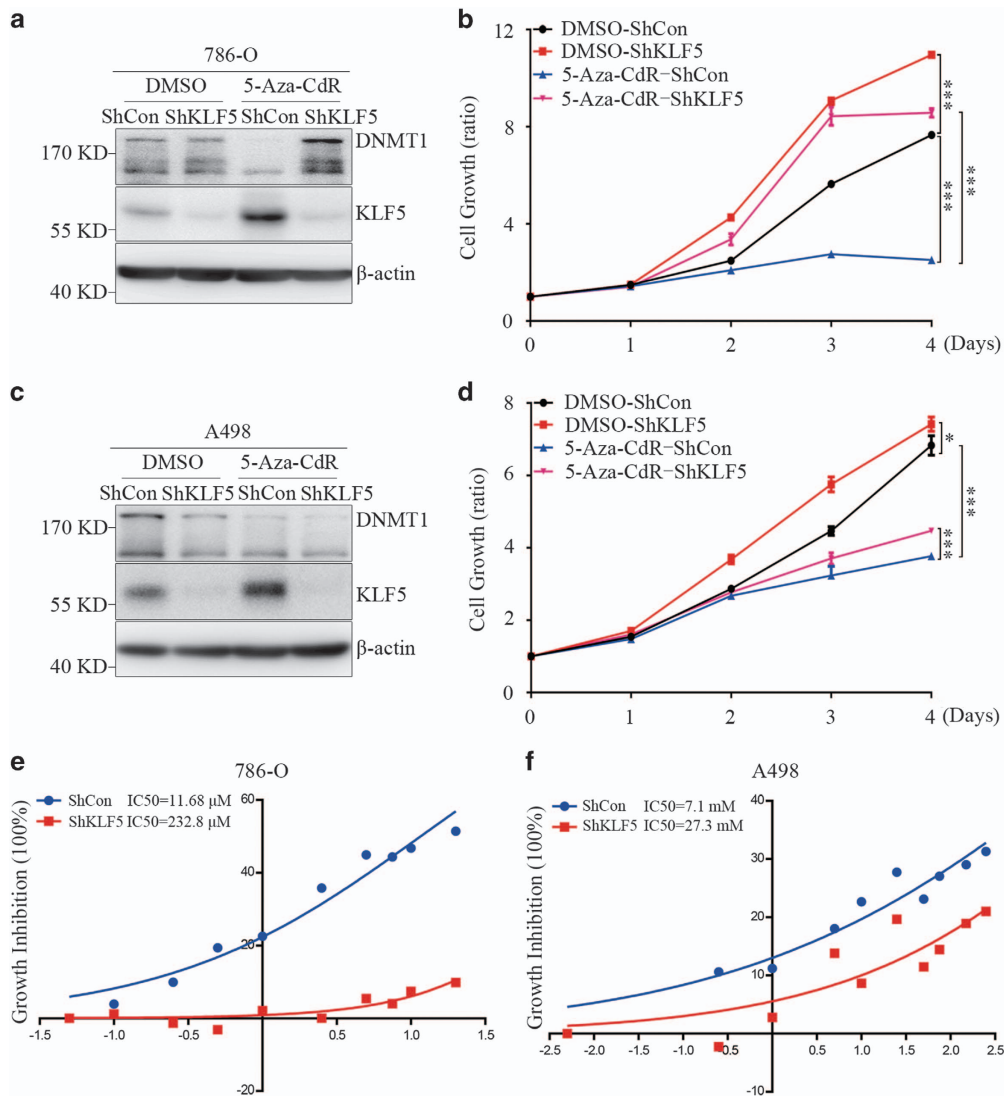 a
786-O
DMSO 5-Aza-CdR
ShCon ShKLF5 ShCon ShKLF5
DNMT1
170 KD
KLF5
55 KD
β-actin
40 KD
b
12
8
4
0
Cell Growth (ratio)
DMSO-ShCon
DMSO-ShKLF5
5-Aza-CdR-ShCon
5-Aza-CdR-ShKLF5
***
***
***
0 1 2 3 4 (Days)
c
A498
DMSO 5-Aza-CdR
ShCon ShKLF5 ShCon ShKLF5
DNMT1
170 KD
KLF5
55 KD
β-actin
40 KD
d
8
6
4
2
0
Cell Growth (ratio)
DMSO-ShCon
DMSO-ShKLF5
5-Aza-CdR-ShCon
5-Aza-CdR-ShKLF5
*
***
***
0 1 2 3 4 (Days)
e
786-O
ShCon IC50=11.68 μM
ShKLF5 IC50=232.8 μM
Growth Inhibition (100%)
60
40
20
-20
-1.5 -1.0 -0.5 0.5 1.0 1.5
f
A498
ShCon IC50=7.1 mM
ShKLF5 IC50=27.3 mM
Growth Inhibition (100%)
40
30
20
10
-10
-2.5 -2.0 -1.5 -1.0 -0.5 0.5 1.0 1.5 2.0 2.5